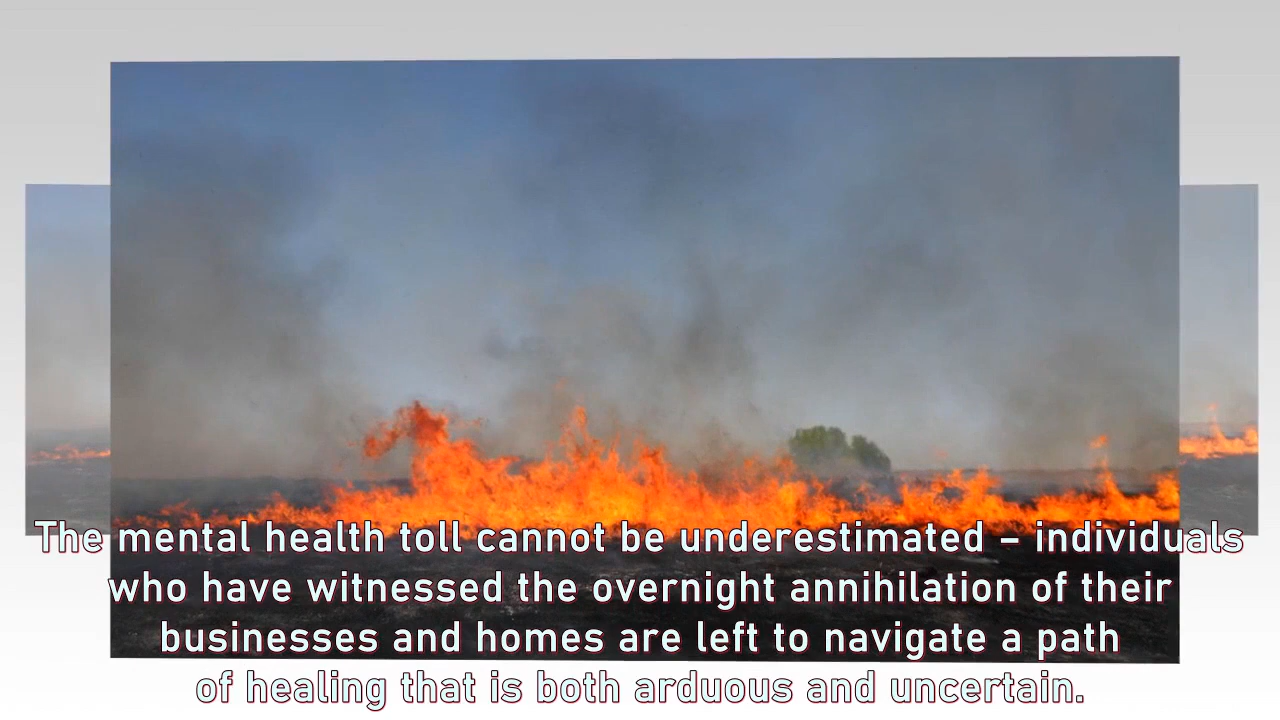 The mental health toll cannot be underestimated – individuals
who have witnessed the overnight annihilation of their
businesses and homes are left to navigate a path
of healing that is both arduous and uncertain.